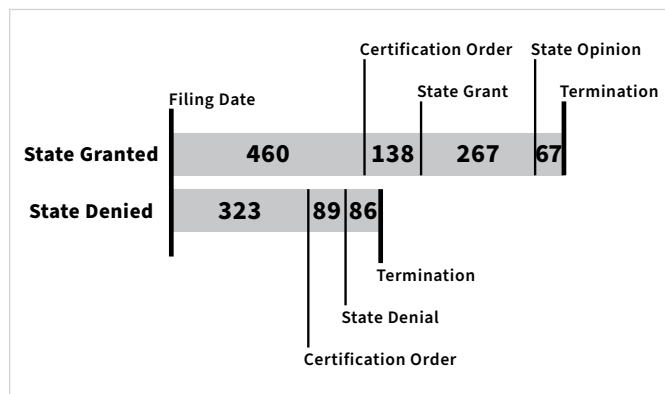 Certification Order State Opinion
State Grant Termination
Filing Date
State Granted 460 138 267 67
State Denied 323 89 86
Termination
State Denial
Certification Order